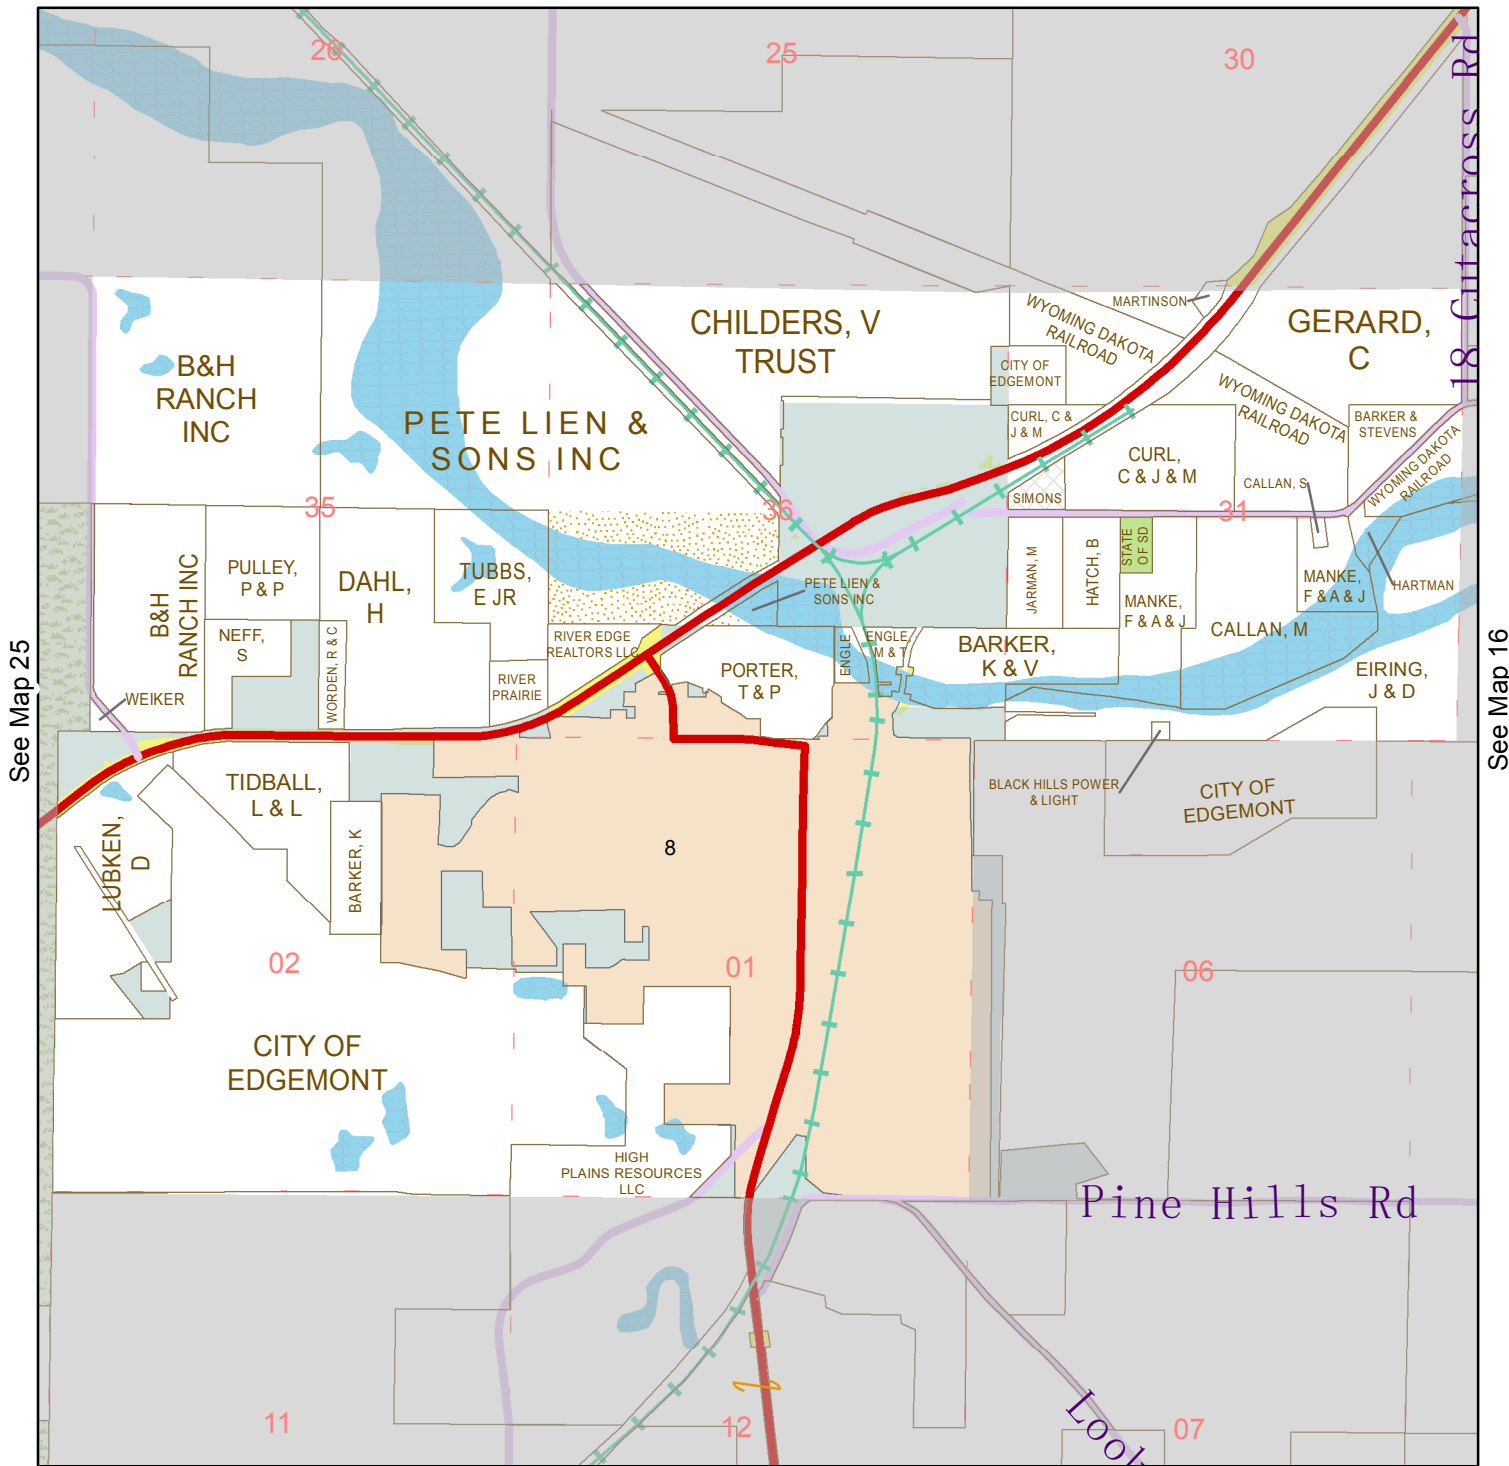 26
25
30
18 Cutacross Rd
MARTINSON
WYOMING DAKOTA
RAILROAD
CHILDERS, V
TRUST
GERARD,
C
B&H
RANCH
INC
CITY OF
EDGEMONT
WYOMING DAKOTA
RAILROAD
PETE LIEN &
SONS INC
CURL, C &
J & M
BARKER &
STEVENS
CURL,
C & J & M
WYOMING DAKOTA
RAILROAD
CALLAN, S
SIMONS
35
36
31
B&H
RANCH INC
PULLEY,
P & P
DAHL,
H
TUBBS,
E JR
PETE LIEN &
SONS INC
JARMAN, M
HATCH, B
STATE
OF SD
MANKE,
F & A & J
MANKE,
F & A & J
HARTMAN
NEFF,
S
WORDEN, R & C
RIVER EDGE
REALTORS LLC
ENGLE
ENGLE,
M & T
BARKER,
K & V
CALLAN, M
RIVER
PRAIRIE
PORTER,
T & P
EIRING,
J & D
WEIKER
See Map 25
See Map 16
TIDBALL,
L & L
BLACK HILLS POWER
& LIGHT
CITY OF
EDGEMONT
LUBKEN,
D
BARKER, K
8
02
01
06
CITY OF
EDGEMONT
HIGH
PLAINS RESOURCES
LLC
Pine Hills Rd
11
12
07
Look